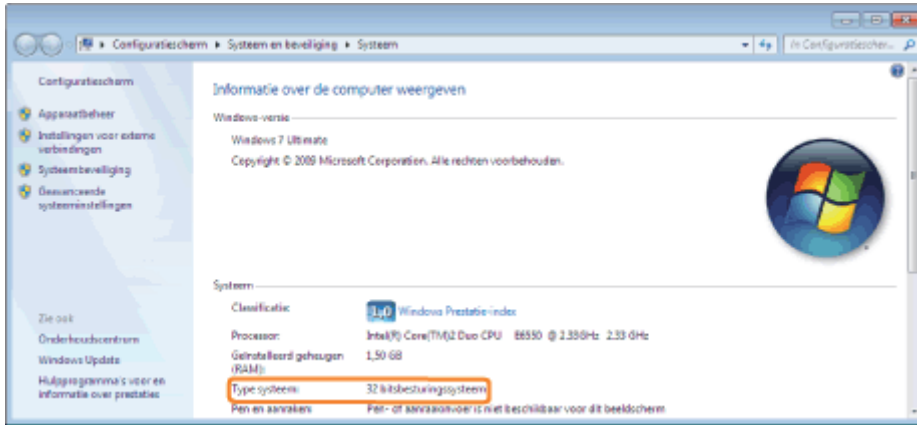 Configuratiescherm ▸ Systeem en beveiliging ▸ Systeem
In Configuratiescher...
Configuratiescherm
Informatie over de computer weergeven
Apparaatbeheer
Windows-versie
Instellingen voor externe
verbindingen
Windows 7 Ultimate
Copyright © 2009 Microsoft Corporation. Alle rechten voorbehouden.
Systeembeveiliging
Geavanceerde
systeeminstellingen
Systeem
Classificatie:
1,0 Windows Prestatie-index
Zie ook
Processor:
Intel(R) Core(TM)2 Duo CPU E6550 @ 2.33GHz 2.33 GHz
Onderhoudscentrum
Geïnstalleerd geheugen
(RAM):
1,50 GB
Windows Update
Hulpprogramma's voor en
informatie over prestaties
Type systeem:
32 bitsbesturingssysteem
Pen en aanraken:
Pen- of aanraakinvoer is niet beschikbaar voor dit beeldscherm